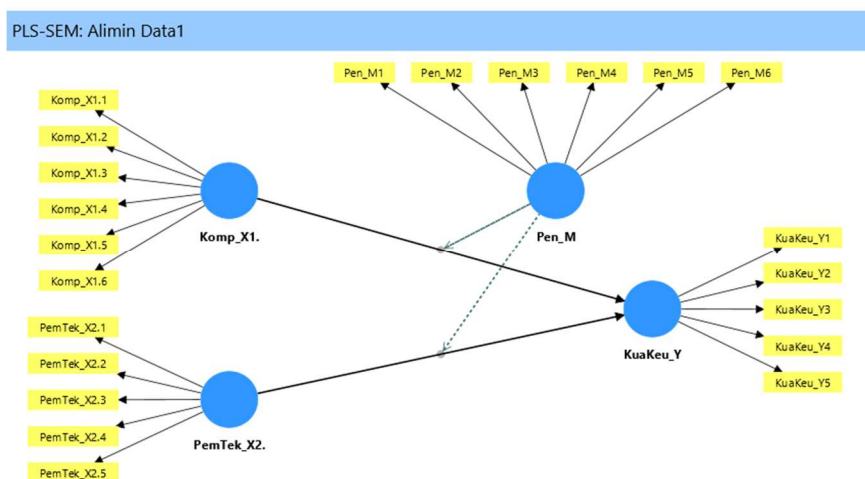 PLS-SEM: Alimin Data1
Pen_M1
Pen_M2
Pen_M3
Pen_M4
Pen_M5
Pen_M6
Komp_X1.1
Komp_X1.2
Komp_X1.3
Komp_X1.4
Komp_X1.5
Komp_X1.6
Komp_X1.
Pen_M
KuaKeu_Y1
KuaKeu_Y2
KuaKeu_Y3
KuaKeu_Y4
KuaKeu_Y5
KuaKeu_Y
PemTek_X2.1
PemTek_X2.2
PemTek_X2.3
PemTek_X2.4
PemTek_X2.5
PemTek_X2.